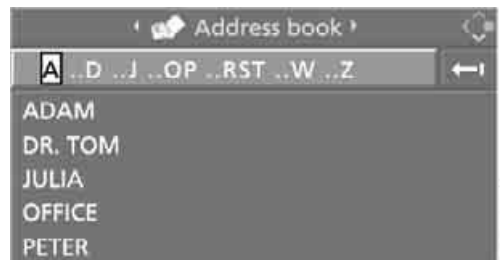 Address book
A ..D ..J ..OP ..RST ..W ..Z
ADAM
DR. TOM
JULIA
OFFICE
PETER